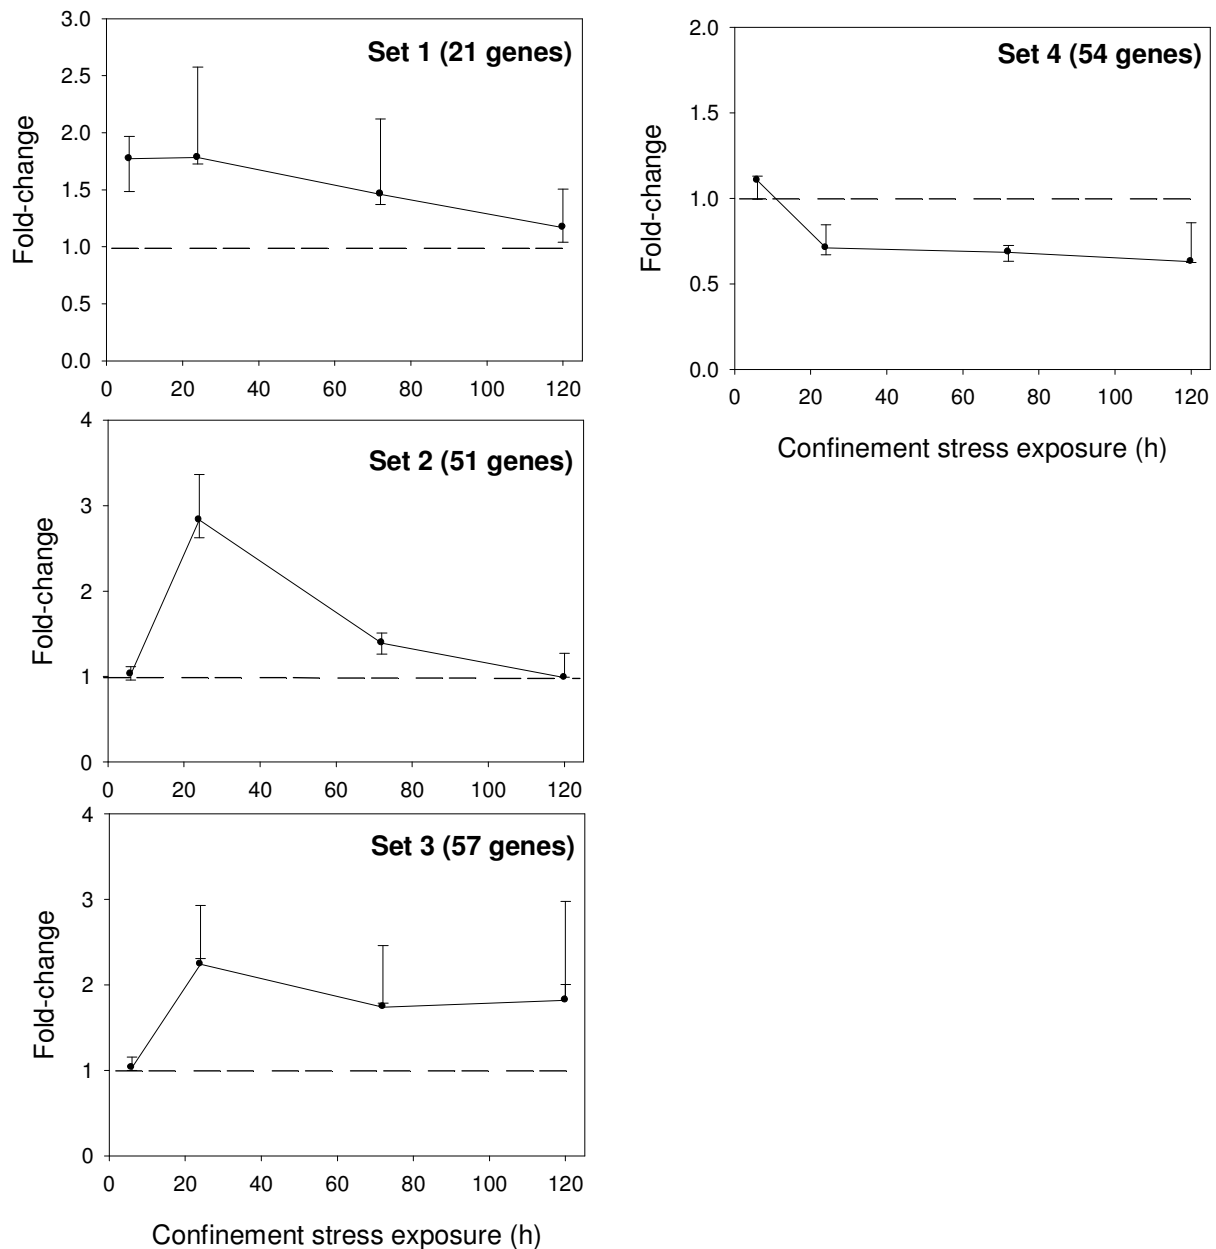 3.0
Set 1 (21 genes)
2.5
2.0
1.5
1.0
0.5
0.0
Fold-change
0 20 40 60 80 100 120
4
Set 2 (51 genes)
3
2
1
0
Fold-change
0 20 40 60 80 100 120
4
Set 3 (57 genes)
3
2
1
0
Fold-change
0 20 40 60 80 100 120
Confinement stress exposure (h)
2.0
Set 4 (54 genes)
1.5
1.0
0.5
0.0
Fold-change
0 20 40 60 80 100 120
Confinement stress exposure (h)